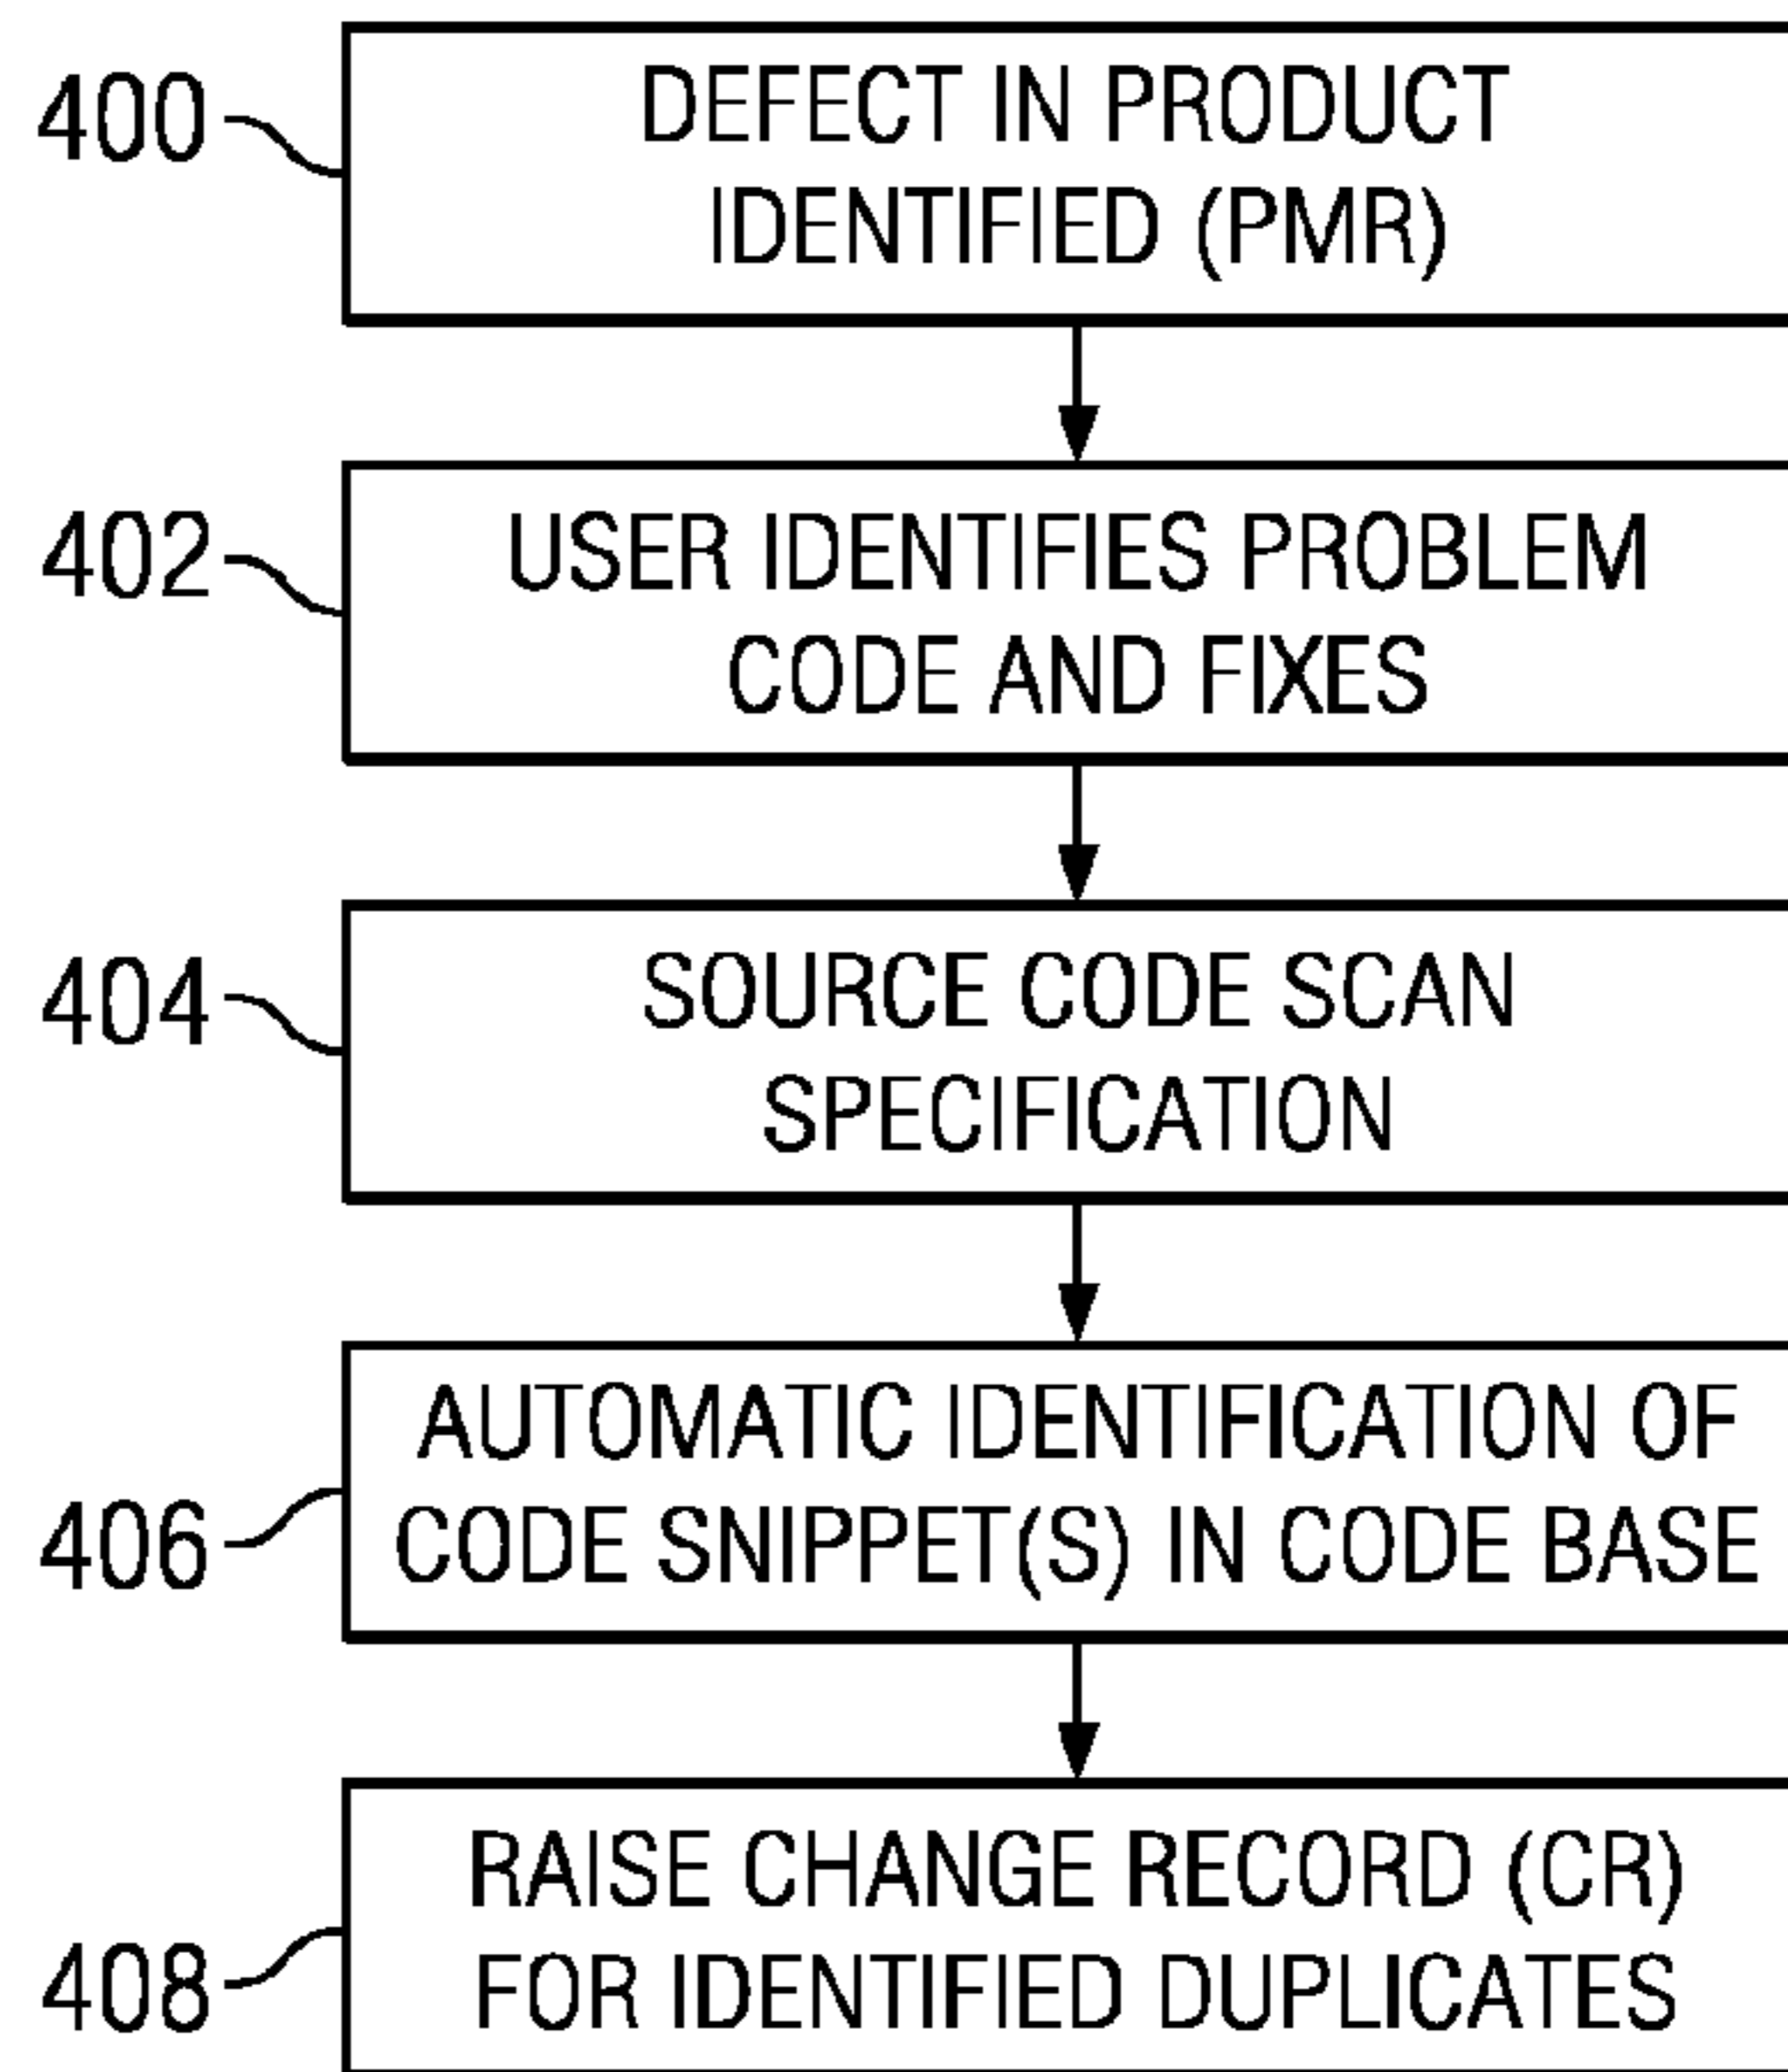 400
DEFECT IN PRODUCT
IDENTIFIED (PMR)
402
USER IDENTIFIES PROBLEM
CODE AND FIXES
404
SOURCE CODE SCAN
SPECIFICATION
406
AUTOMATIC IDENTIFICATION OF
CODE SNIPPET(S) IN CODE BASE
408
RAISE CHANGE RECORD (CR)
FOR IDENTIFIED DUPLICATES